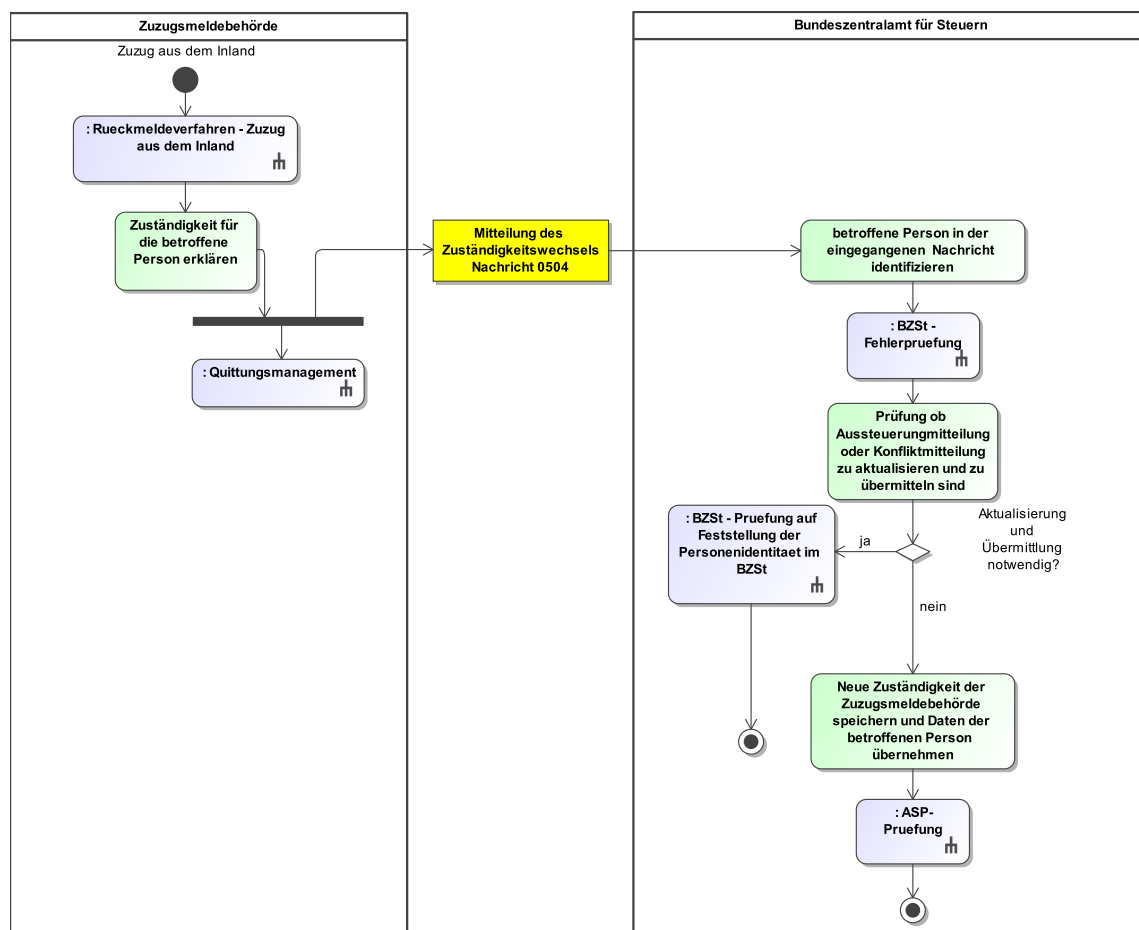 Zuzugsmeldebehörde
Zuzug aus dem Inland
: Rueckmeldeverfahren - Zuzug
aus dem Inland
Zuständigkeit für
die betroffene
Person erklären
: Quittungsmanagement
Mitteilung des
Zuständigkeitswechsels
Nachricht 0504
Bundeszentralamt für Steuern
betroffene Person in der
eingegangenen Nachricht
identifizieren
: BZSt -
Fehlerpruefung
Prüfung ob
Aussteuerungmitteilung
oder Konfliktmitteilung
zu aktualisieren und zu
übermitteln sind
Aktualisierung
und
Übermittlung
notwendig?
ja
: BZSt - Pruefung auf
Feststellung der
Personenidentitaet im
BZSt
nein
Neue Zuständigkeit der
Zuzugsmeldebehörde
speichern und Daten der
betroffenen Person
übernehmen
: ASP-
Pruefung